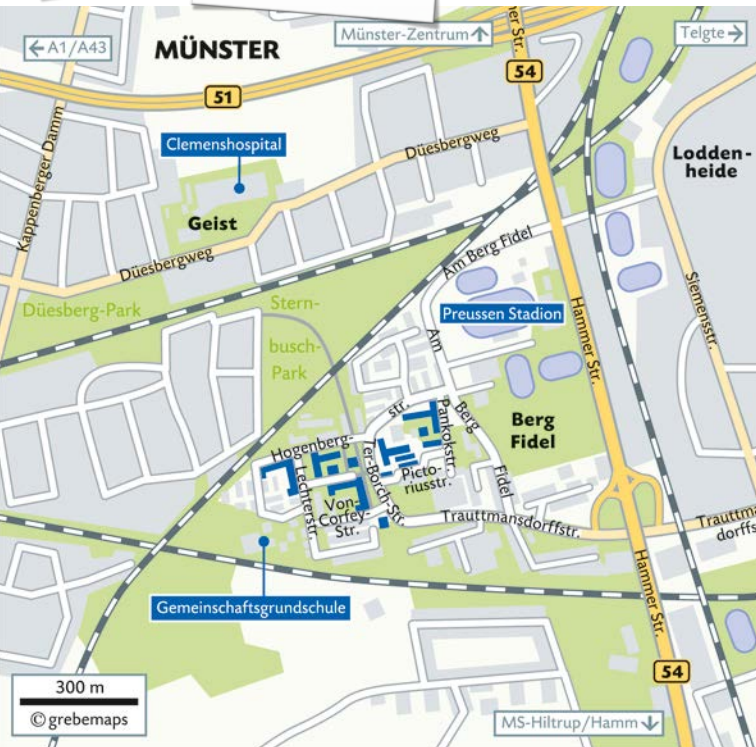 ← A1/A43
MÜNSTER
Münster-Zentrum ↑
er Str.
Telgte →
54
51
Kappenberger Damm
Clemenshospital
Düesbergweg
Lodden-
heide
Geist
Düesbergweg
Am Berg Fidel
Siemensstr.
Düesberg-Park
Stern-
busch-
Park
Preussen Stadion
Hammer Str.
Am
Berg
Fidel
Berg
Fidel
Hogenberg-
str.
Pankokstr.
Lechterstr.
Ter-Borch-Str.
Picto-
riusstr.
Von-
Corfey-
Str.
Trauttmansdorffstr.
Trauttma
dorffs
Hammer Str.
Gemeinschaftsgrundschule
54
300 m
© grebemaps
MS-Hiltrup/Hamm ↓